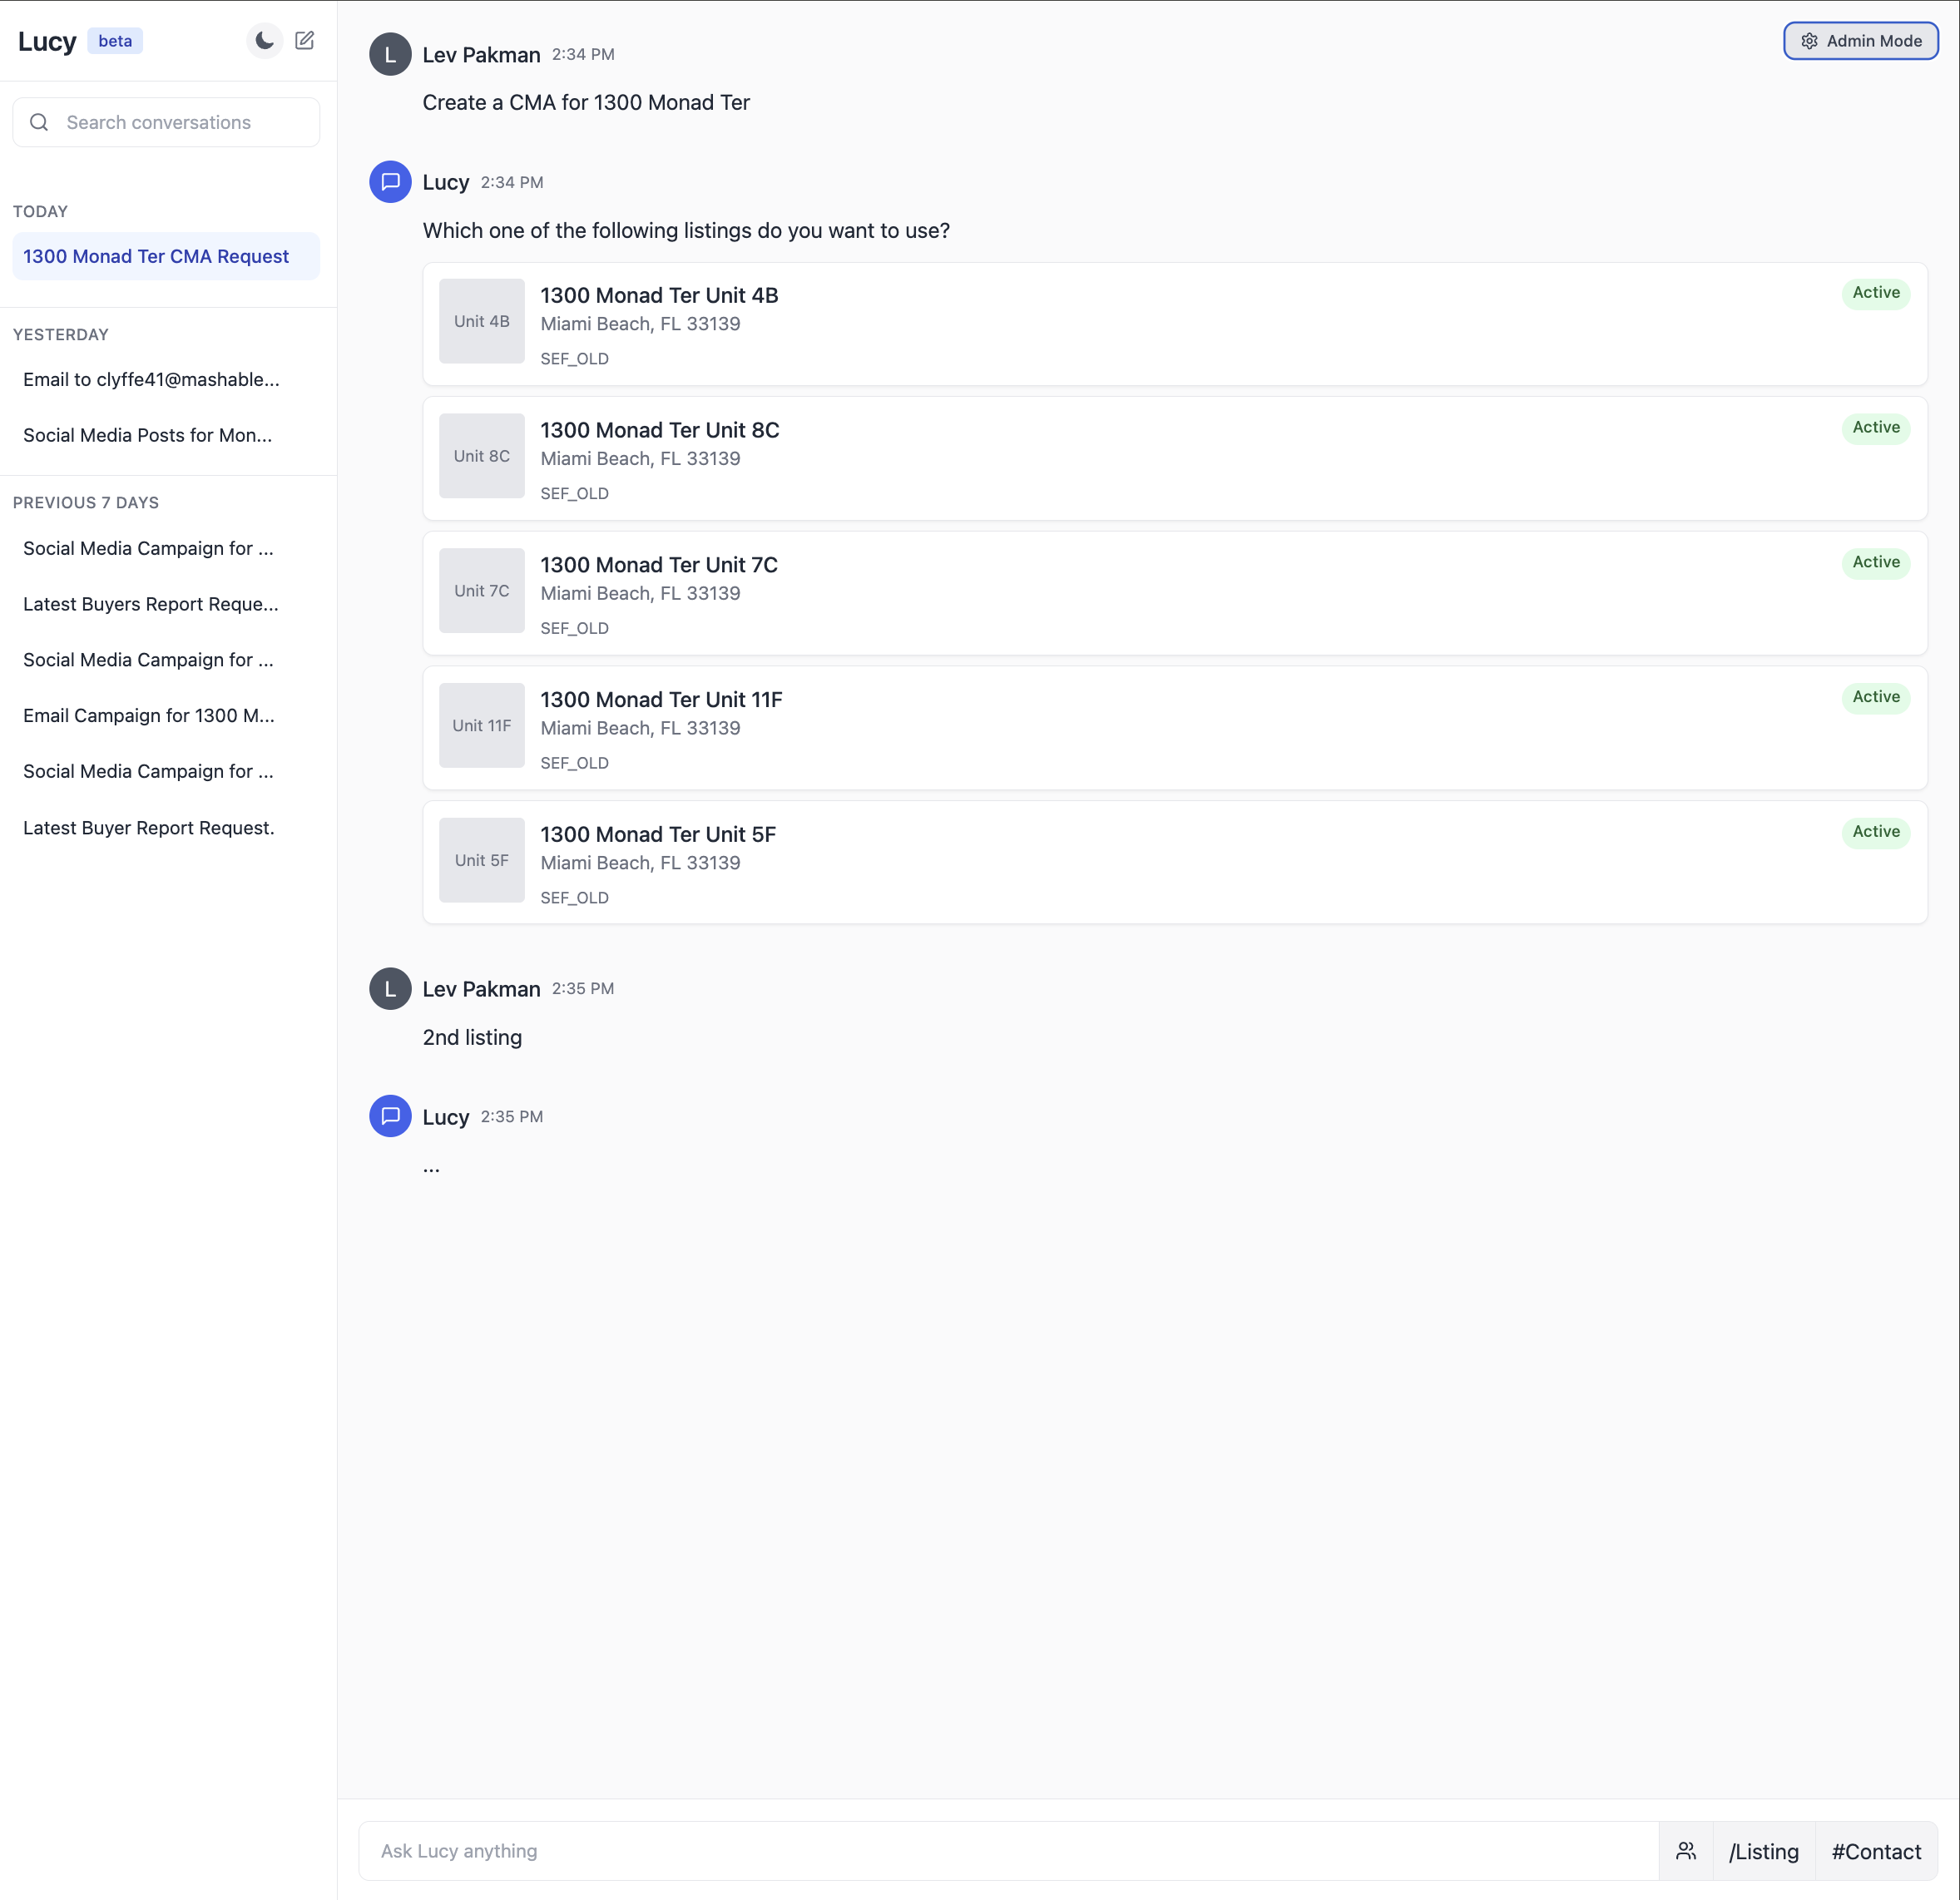 Lucy beta
Search conversations
TODAY
1300 Monad Ter CMA Request
YESTERDAY
Email to clyffe41@mashable...
Social Media Posts for Mon...
PREVIOUS 7 DAYS
Social Media Campaign for ...
Latest Buyers Report Reque...
Social Media Campaign for ...
Email Campaign for 1300 M...
Social Media Campaign for ...
Latest Buyer Report Request.
Admin Mode
L Lev Pakman 2:34 PM
Create a CMA for 1300 Monad Ter
Lucy 2:34 PM
Which one of the following listings do you want to use?
Unit 4B
1300 Monad Ter Unit 4B
Miami Beach, FL 33139
SEF_OLD
Active
Unit 8C
1300 Monad Ter Unit 8C
Miami Beach, FL 33139
SEF_OLD
Active
Unit 7C
1300 Monad Ter Unit 7C
Miami Beach, FL 33139
SEF_OLD
Active
Unit 11F
1300 Monad Ter Unit 11F
Miami Beach, FL 33139
SEF_OLD
Active
Unit 5F
1300 Monad Ter Unit 5F
Miami Beach, FL 33139
SEF_OLD
Active
L Lev Pakman 2:35 PM
2nd listing
Lucy 2:35 PM
...
Ask Lucy anything
/Listing
#Contact